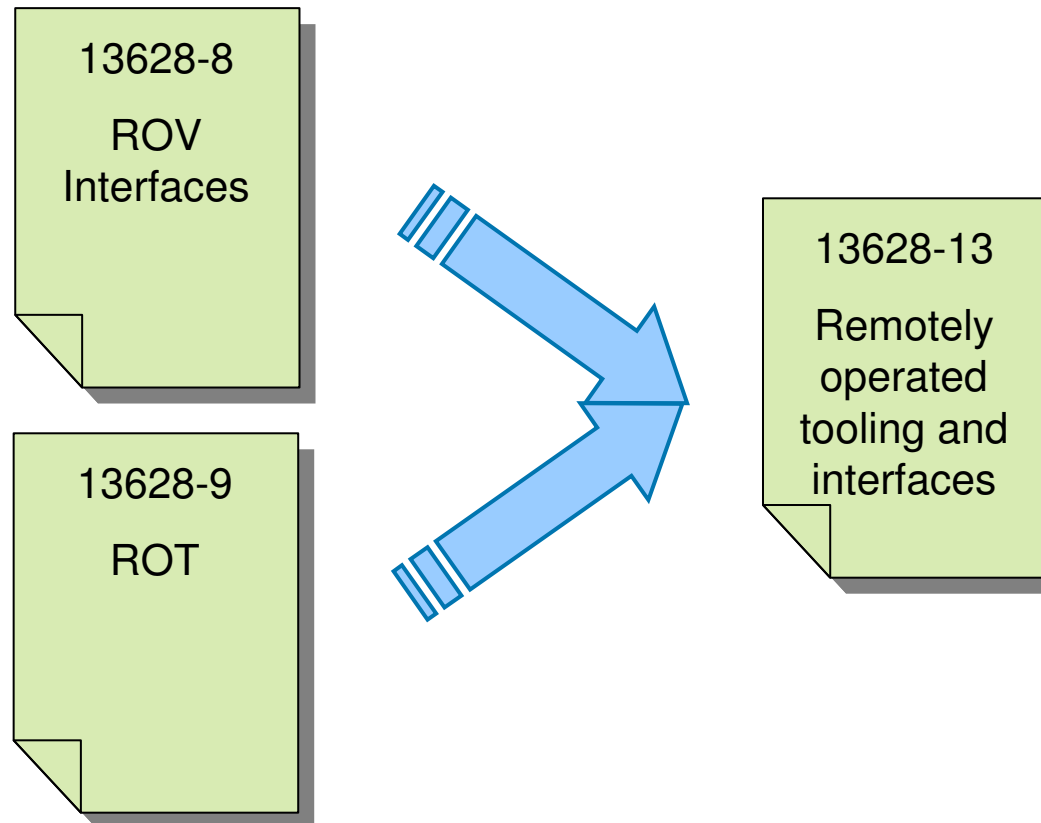 13628-8
ROV
Interfaces
13628-9
ROT
13628-13
Remotely
operated
tooling and
interfaces